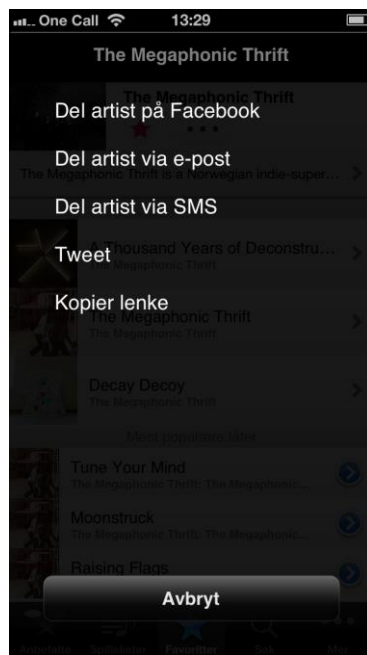 One Call 13:29
The Megaphonic Thrift
The Megaphonic Thrift
Del artist på Facebook
Del artist via e-post
The Megaphonic Thrift is a Norwegian indie-super...
Del artist via SMS
A Thousand Years of Deconstru...
The Megaphonic Thrift
Tweet
Kopier lenke
The Megaphonic Thrift
The Megaphonic Thrift
Decay Decoy
The Megaphonic Thrift
Mest populære låter
Tune Your Mind
The Megaphonic Thrift: The Megaphonic...
Moonstruck
The Megaphonic Thrift: The Megaphonic...
Raising Flags
Avbryt
Anbefalte Spillelister Favoritter Søk Mer